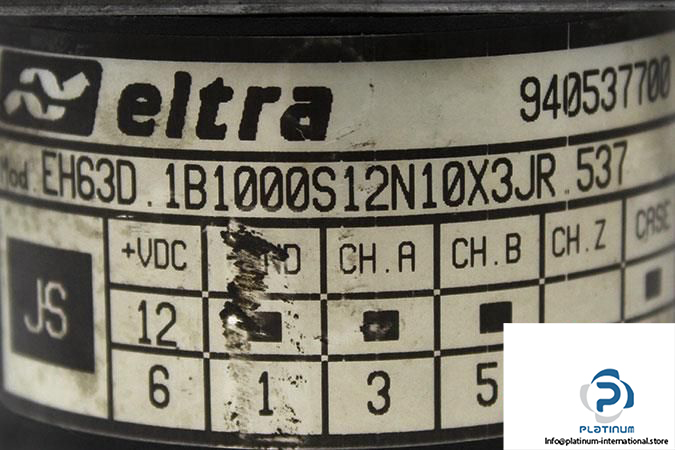 eltra 940537700
Mod. EH63D.1B1000S12N10X3JR.537
JS +VDC ND CH.A CH.B CH.Z CASE
12
6 1 3 5
PLATINUM
Info@platinum-international.store